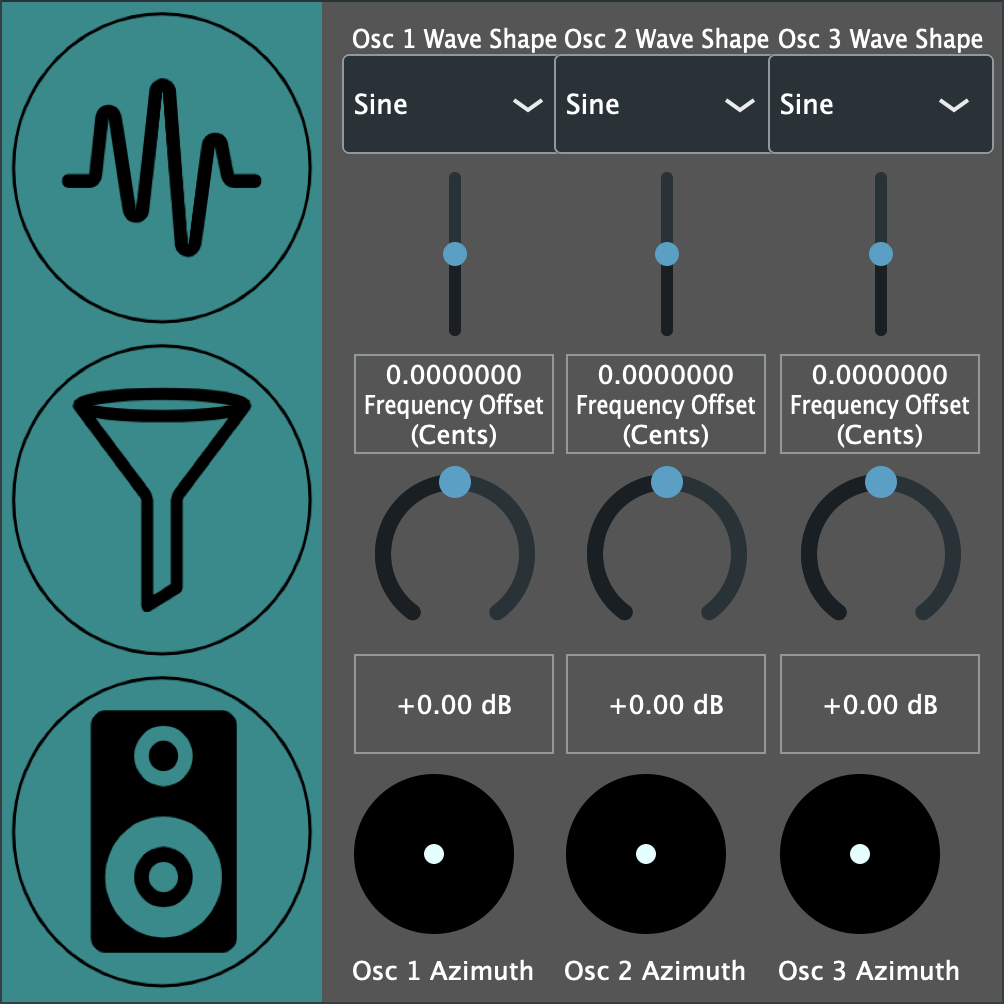 Osc 1 Wave Shape Osc 2 Wave Shape Osc 3 Wave Shape
Sine Sine Sine
0.0000000 0.0000000 0.0000000
Frequency Offset Frequency Offset Frequency Offset
(Cents) (Cents) (Cents)
+0.00 dB +0.00 dB +0.00 dB
Osc 1 Azimuth Osc 2 Azimuth Osc 3 Azimuth